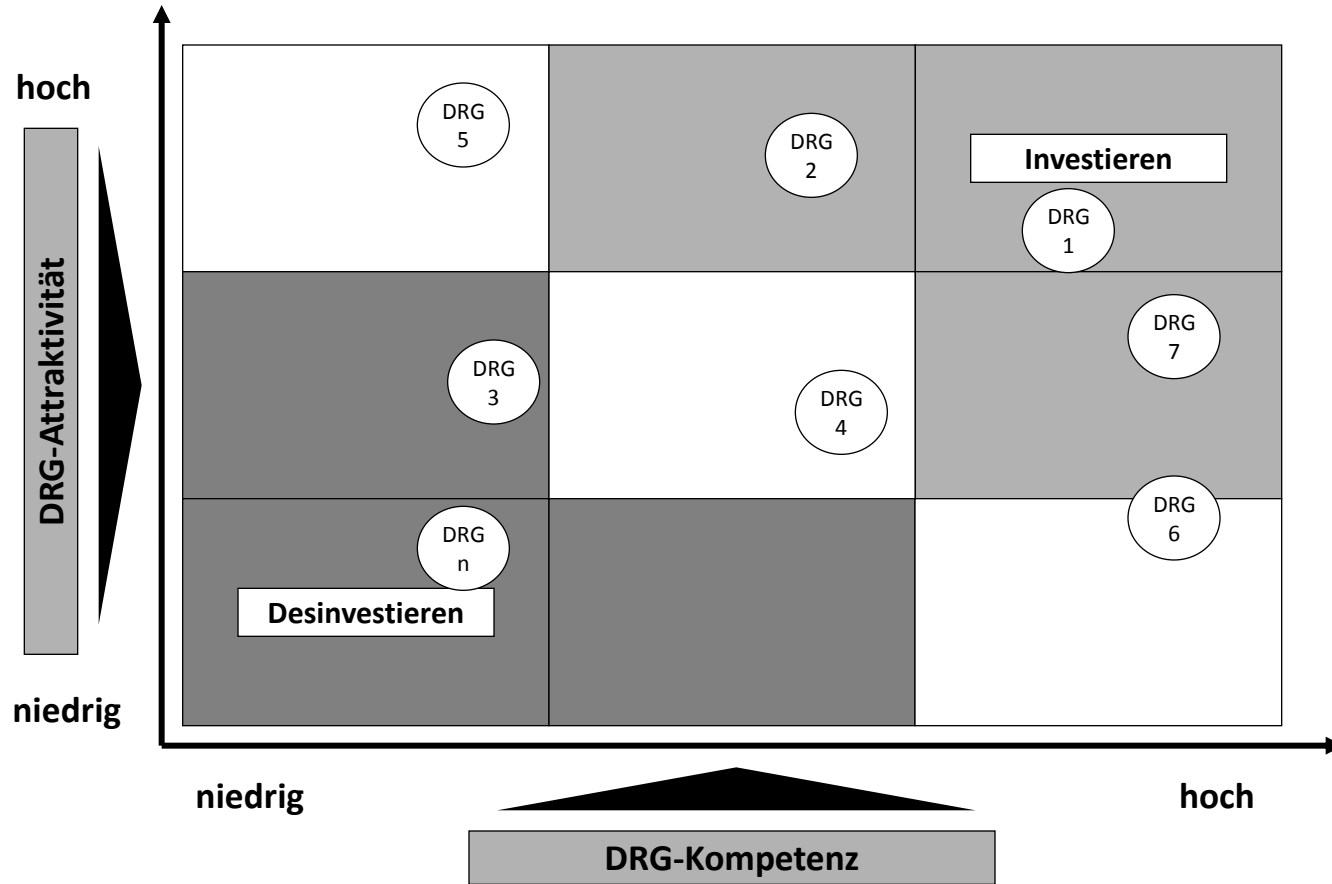 hoch
DRG-Attraktivität
niedrig
DRG
5
DRG
2
Investieren
DRG
1
DRG
7
DRG
3
DRG
4
DRG
6
DRG
n
Desinvestieren
niedrig
hoch
DRG-Kompetenz